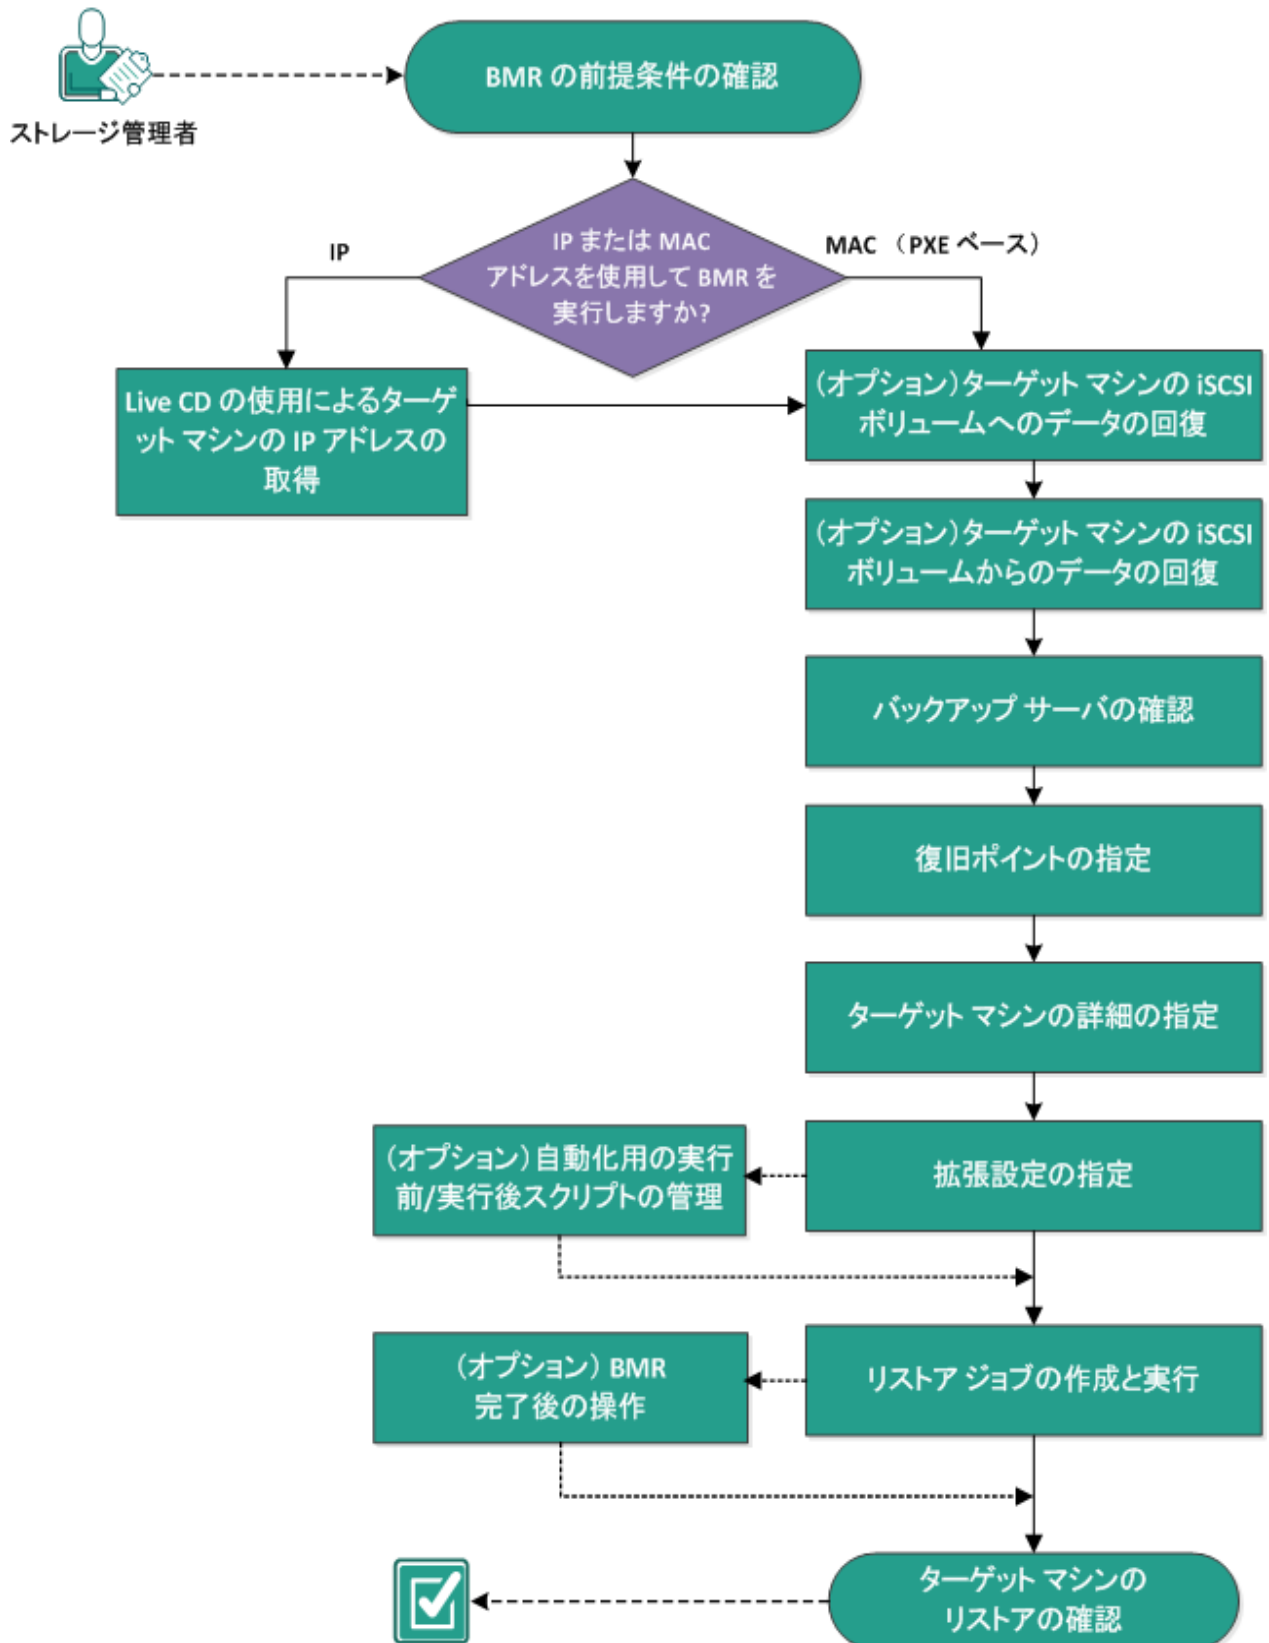 BMR の前提条件の確認
ストレージ管理者
IP または MAC
アドレスを使用して BMR を
実行しますか?
IP
MAC （PXE ベース）
Live CD の使用によるターゲ
ット マシンの IP アドレスの
取得
（オプション）ターゲット マシンの iSCSI
ボリュームへのデータの回復
（オプション）ターゲット マシンの iSCSI
ボリュームからのデータの回復
バックアップ サーバの確認
復旧ポイントの指定
ターゲット マシンの詳細の指定
拡張設定の指定
（オプション）自動化用の実行
前/実行後スクリプトの管理
リストア ジョブの作成と実行
（オプション） BMR
完了後の操作
ターゲット マシンの
リストアの確認